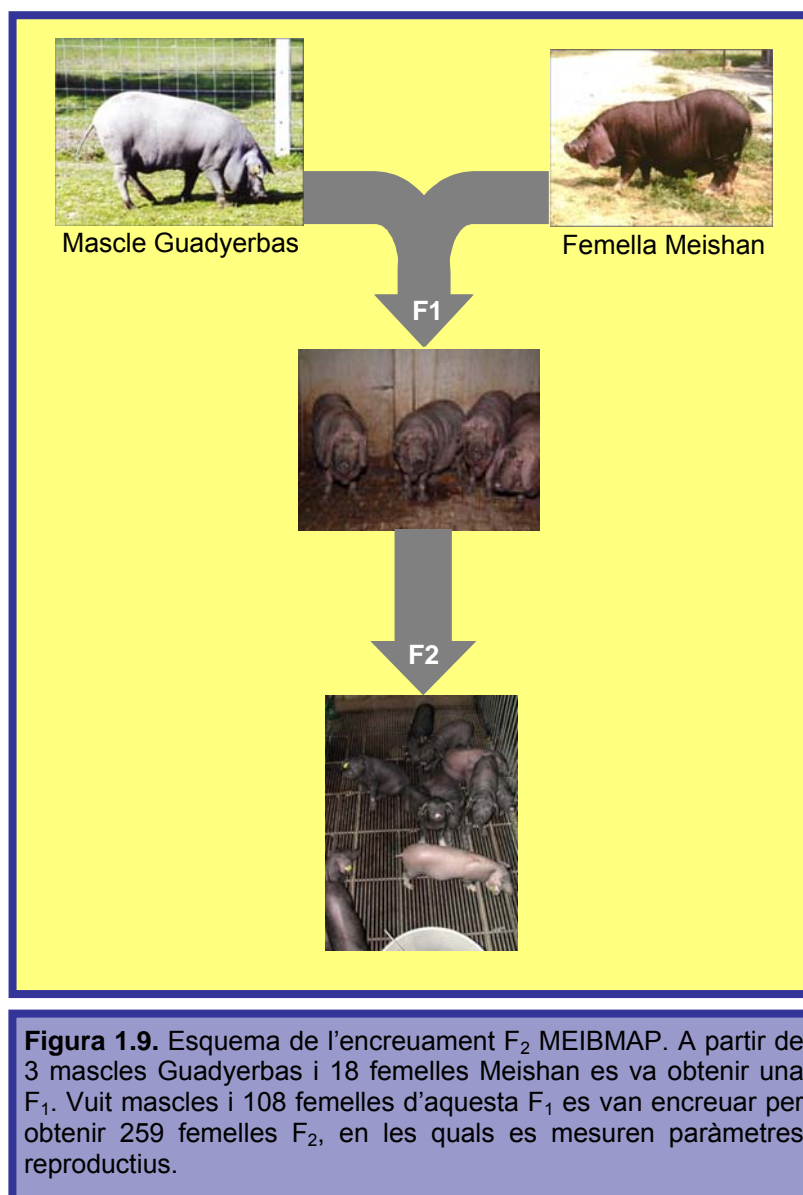 Mascle Guadyerbas
Femella Meishan
F1
F2
Figura 1.9. Esquema de l'encreuament F₂ MEIBMAP. A partir de
3 mascles Guadyerbas i 18 femelles Meishan es va obtenir una
F₁. Vuit mascles i 108 femelles d'aquesta F₁ es van encreuar per
obtenir 259 femelles F₂, en les quals es mesuren paràmetres
reproductius.